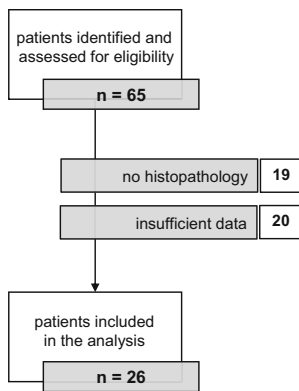 patients identified and
assessed for eligibility
n = 65
no histopathology 19
insufficient data 20
patients included
in the analysis
n = 26